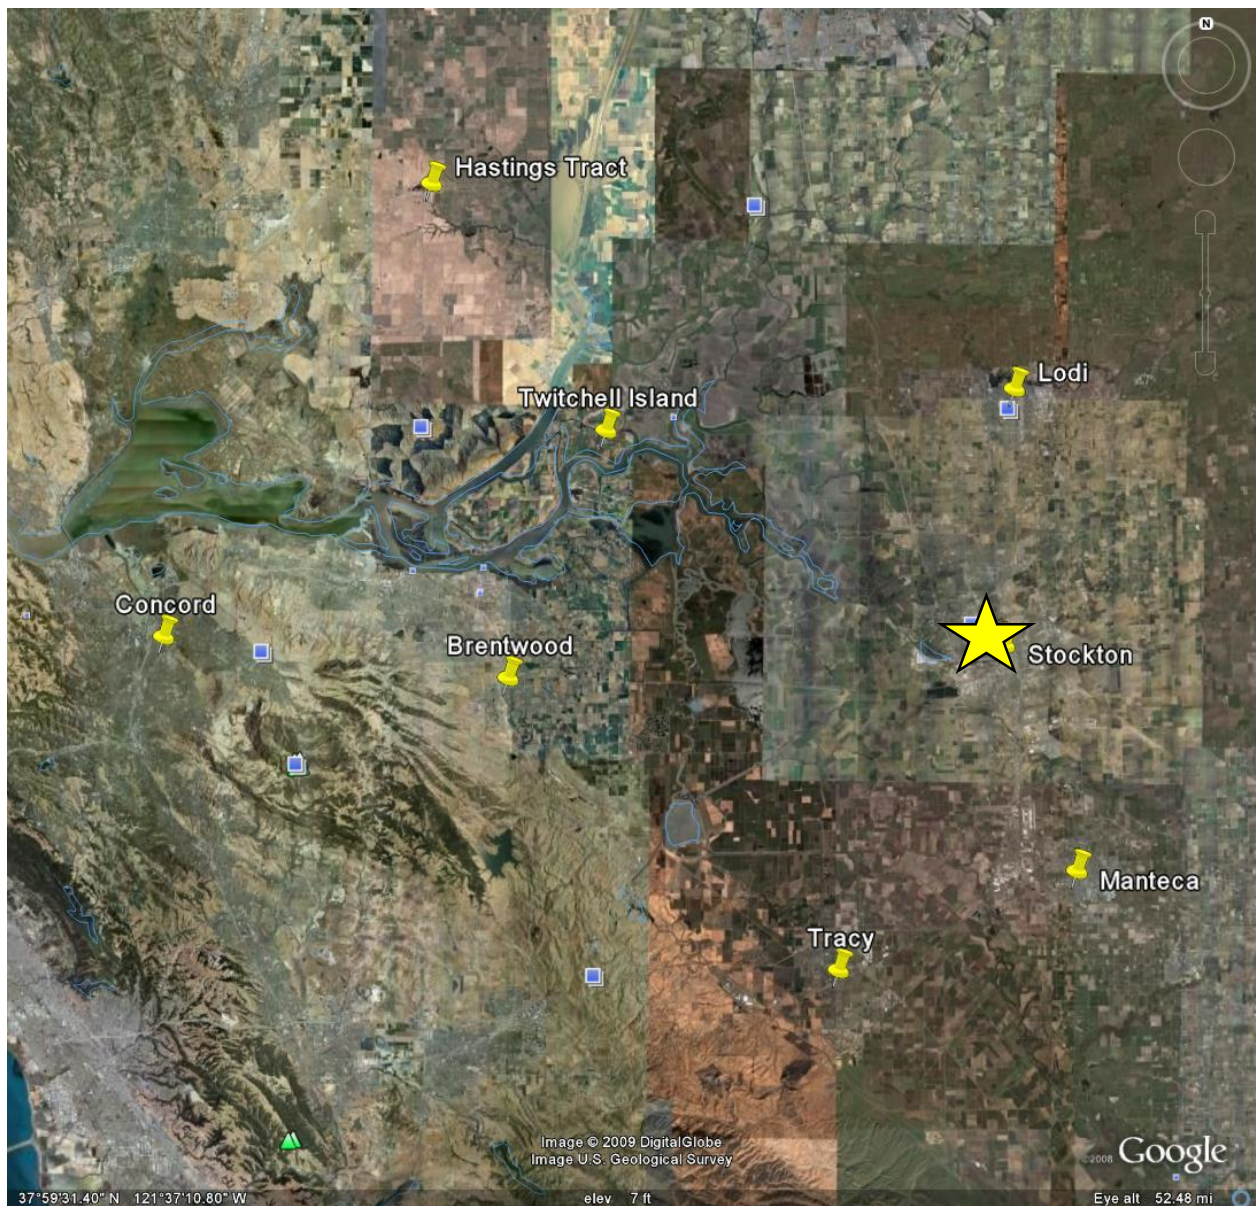 N
Hastings Tract
Lodi
Twitchell Island
Concord
Brentwood
Stockton
Manteca
Tracy
Image © 2009 DigitalGlobe
Image U.S. Geological Survey
©2008 Google
37°59'31.40" N 121°37'10.80" W elev 7 ft Eye alt 52.48 mi